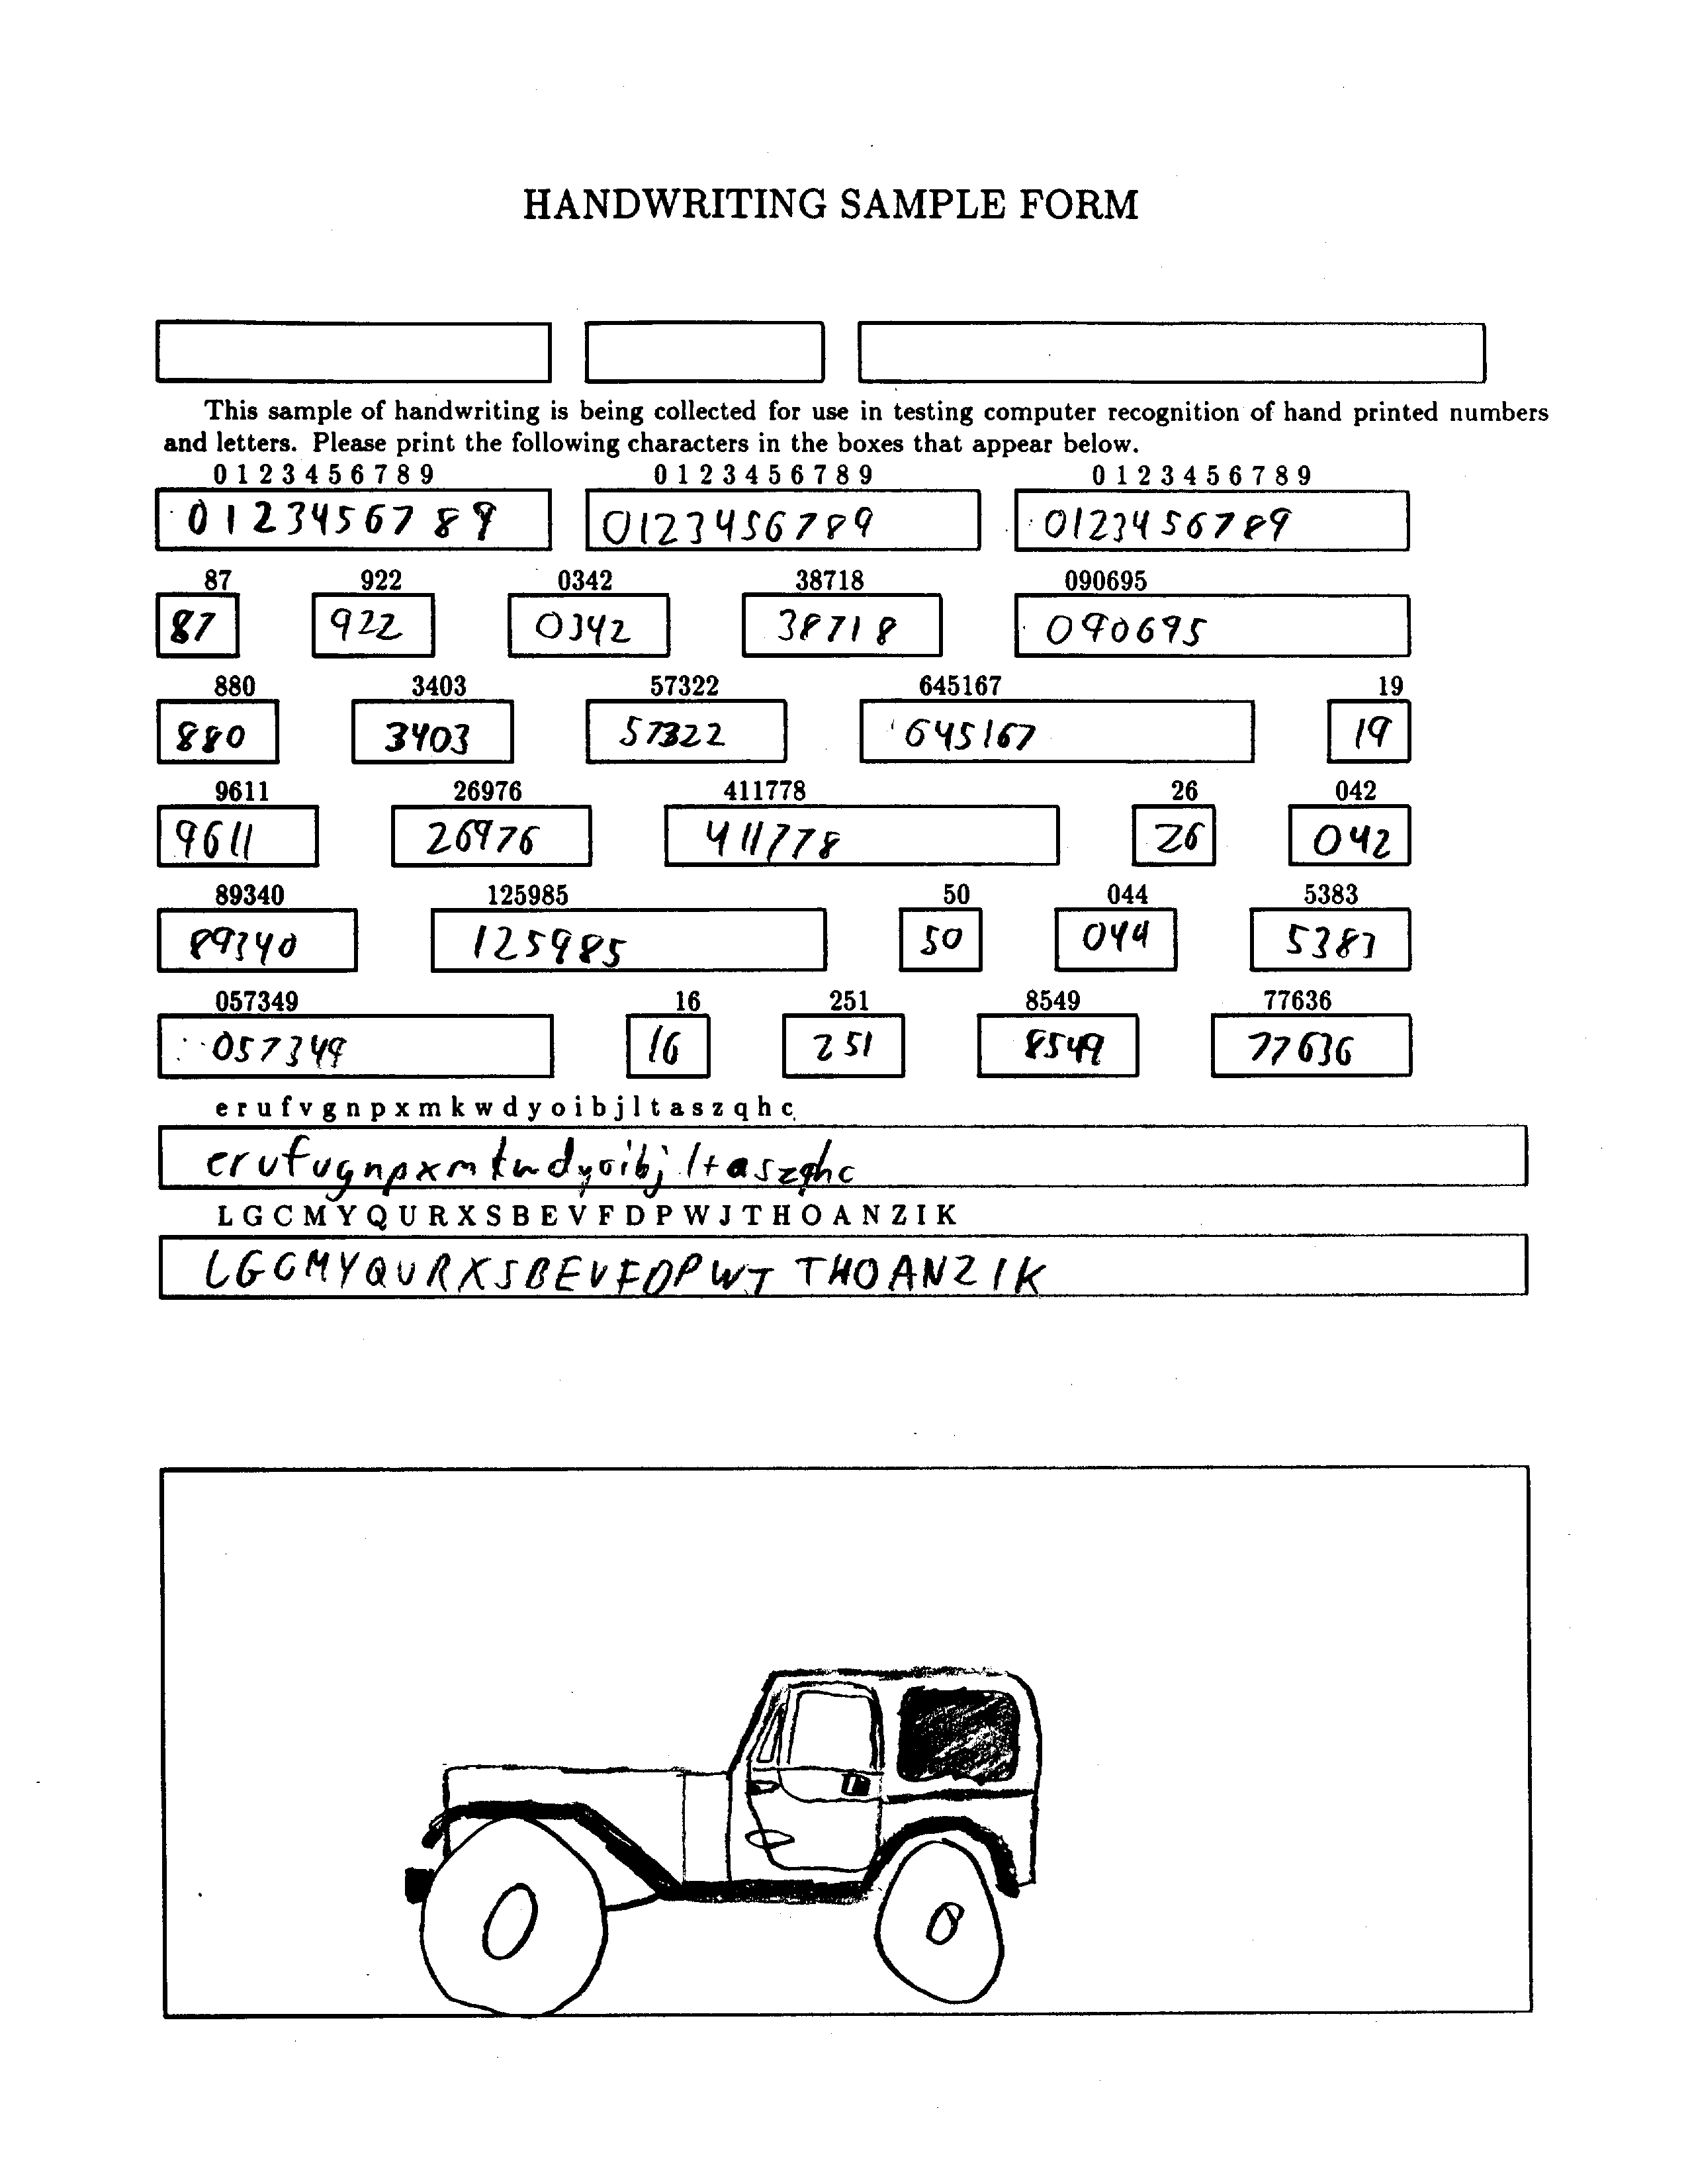 HANDWRITING SAMPLE FORM
This sample of handwriting is being collected for use in testing computer recognition of hand printed numbers
and letters. Please print the following characters in the boxes that appear below.
0 1 2 3 4 5 6 7 8 9 0 1 2 3 4 5 6 7 8 9 0 1 2 3 4 5 6 7 8 9
0123456789 0123456789 0123456789
87 922 0342 38718 090695
87 922 0342 38718 090695
880 3403 57322 645167 19
880 3403 57322 645167 19
9611 26976 411778 26 042
9611 26976 411778 26 042
89340 125985 50 044 5383
89340 125985 50 044 5383
057349 16 251 8549 77636
057349 16 251 8549 77636
e r u f v g n p x m k w d y o i b j l t a s z q h c
erufvgnpxmkwdyoibjltaszqhc
L G C M Y Q U R X S B E V F D P W J T H O A N Z I K
LGCMYQURXSBEVFDPWJTHOANZIK